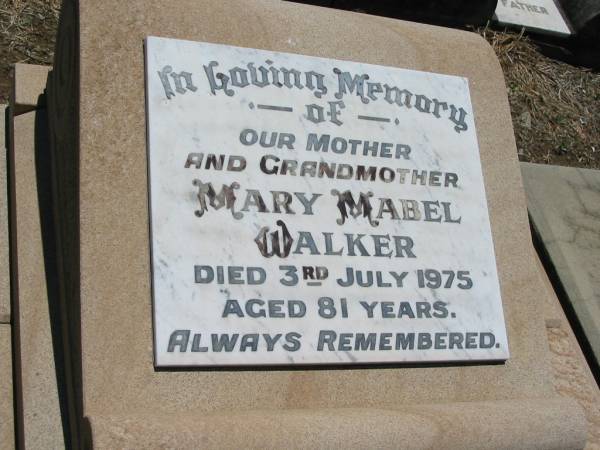 FATHER
In Loving Memory
of
OUR MOTHER
AND GRANDMOTHER
MARY MABEL
WALKER
DIED 3RD JULY 1975
AGED 81 YEARS.
ALWAYS REMEMBERED.